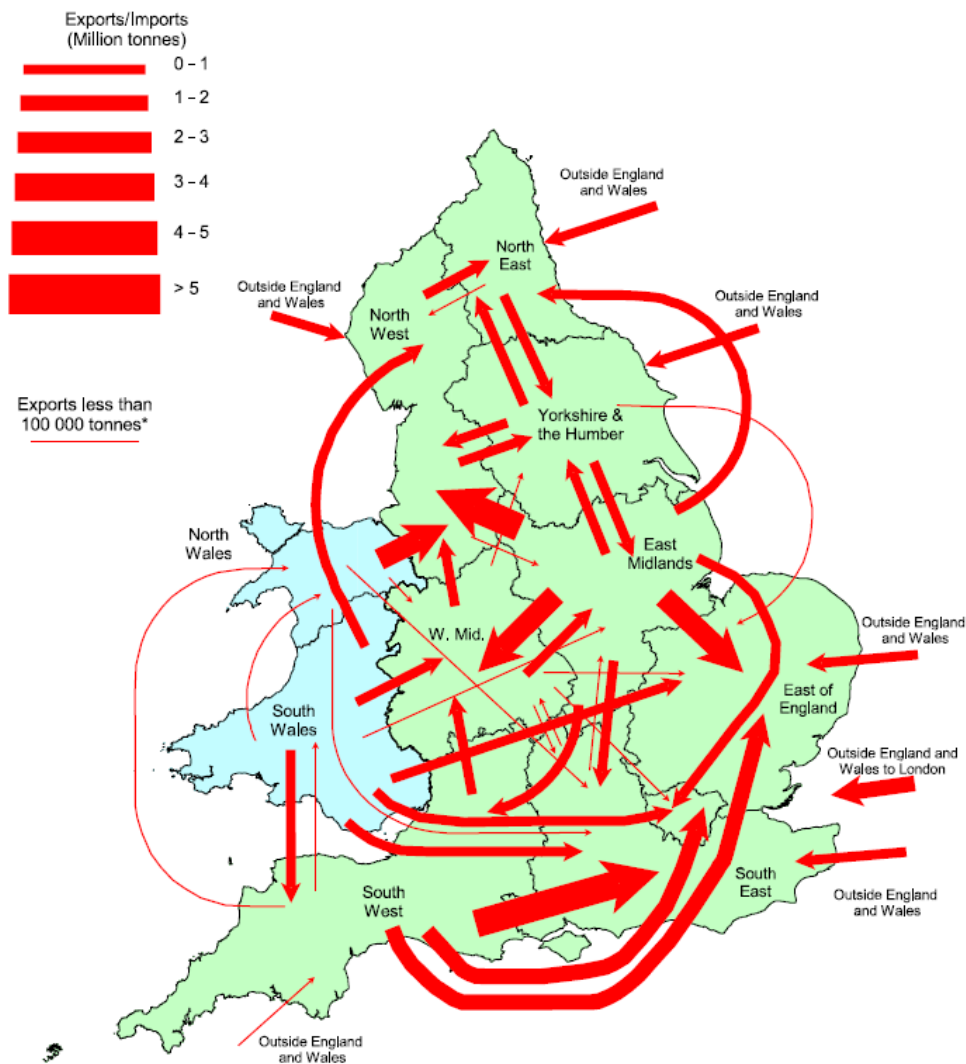 Exports/Imports
(Million tonnes)
0 – 1
1 – 2
2 – 3
3 – 4
4 – 5
> 5
Exports less than
100 000 tonnes*
Outside England
and Wales
North
East
Outside England
and Wales
North
West
Outside England
and Wales
Yorkshire &
the Humber
North
Wales
East
Midlands
W. Mid.
Outside England
and Wales
South
Wales
East of
England
Outside England and
Wales to London
South
West
South
East
Outside England
and Wales
Outside England
and Wales